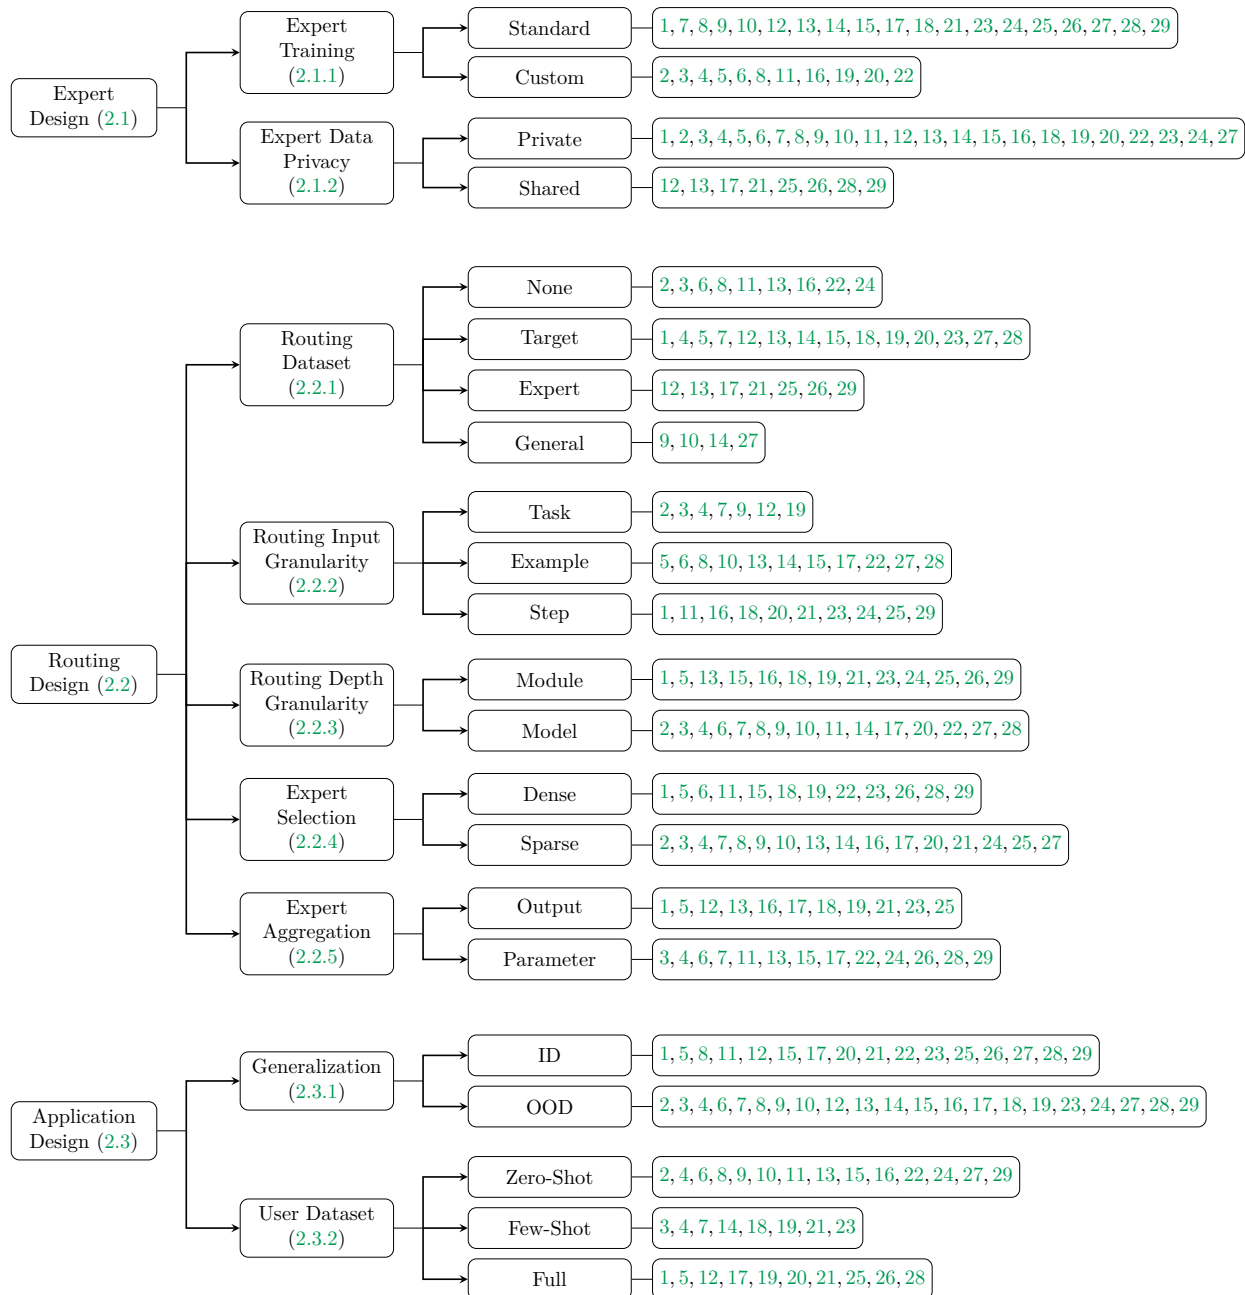 Expert
Design (2.1)
Expert
Training
(2.1.1)
Standard
1, 7, 8, 9, 10, 12, 13, 14, 15, 17, 18, 21, 23, 24, 25, 26, 27, 28, 29
Custom
2, 3, 4, 5, 6, 8, 11, 16, 19, 20, 22
Expert Data
Privacy
(2.1.2)
Private
1, 2, 3, 4, 5, 6, 7, 8, 9, 10, 11, 12, 13, 14, 15, 16, 18, 19, 20, 22, 23, 24, 27
Shared
12, 13, 17, 21, 25, 26, 28, 29
Routing
Design (2.2)
Routing
Dataset
(2.2.1)
None
2, 3, 6, 8, 11, 13, 16, 22, 24
Target
1, 4, 5, 7, 12, 13, 14, 15, 18, 19, 20, 23, 27, 28
Expert
12, 13, 17, 21, 25, 26, 29
General
9, 10, 14, 27
Routing Input
Granularity
(2.2.2)
Task
2, 3, 4, 7, 9, 12, 19
Example
5, 6, 8, 10, 13, 14, 15, 17, 22, 27, 28
Step
1, 11, 16, 18, 20, 21, 23, 24, 25, 29
Routing Depth
Granularity
(2.2.3)
Module
1, 5, 13, 15, 16, 18, 19, 21, 23, 24, 25, 26, 29
Model
2, 3, 4, 6, 7, 8, 9, 10, 11, 14, 17, 20, 22, 27, 28
Expert
Selection
(2.2.4)
Dense
1, 5, 6, 11, 15, 18, 19, 22, 23, 26, 28, 29
Sparse
2, 3, 4, 7, 8, 9, 10, 13, 14, 16, 17, 20, 21, 24, 25, 27
Expert
Aggregation
(2.2.5)
Output
1, 5, 12, 13, 16, 17, 18, 19, 21, 23, 25
Parameter
3, 4, 6, 7, 11, 13, 15, 17, 22, 24, 26, 28, 29
Application
Design (2.3)
Generalization
(2.3.1)
ID
1, 5, 8, 11, 12, 15, 17, 20, 21, 22, 23, 25, 26, 27, 28, 29
OOD
2, 3, 4, 6, 7, 8, 9, 10, 12, 13, 14, 15, 16, 17, 18, 19, 23, 24, 27, 28, 29
User Dataset
(2.3.2)
Zero-Shot
2, 4, 6, 8, 9, 10, 11, 13, 15, 16, 22, 24, 27, 29
Few-Shot
3, 4, 7, 14, 18, 19, 21, 23
Full
1, 5, 12, 17, 19, 20, 21, 25, 26, 28